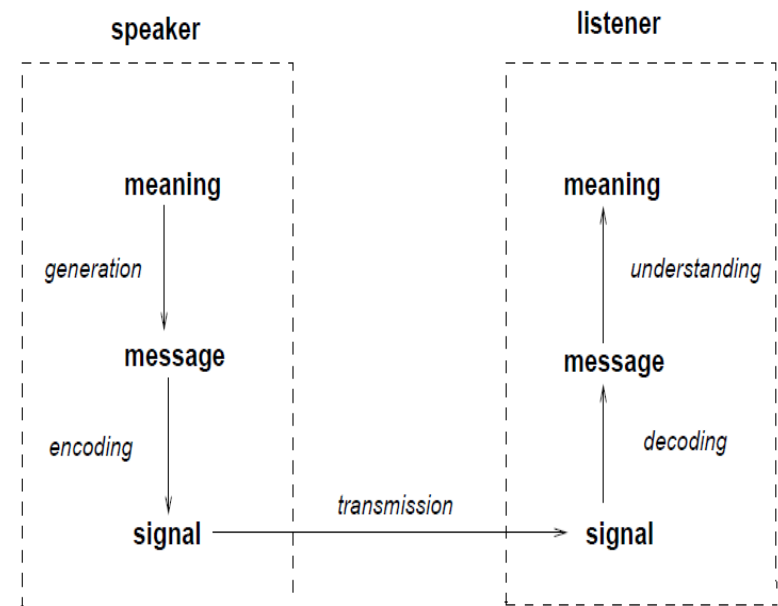 speaker
listener
meaning
meaning
generation
understanding
message
message
encoding
decoding
transmission
signal
signal